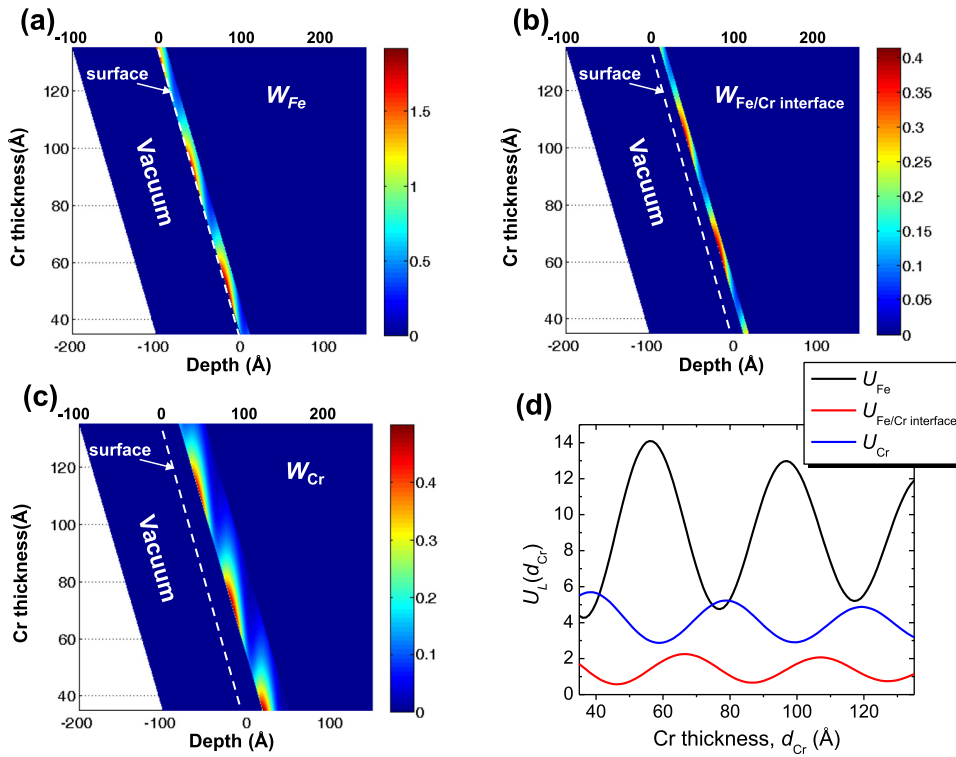 (a)
-100 0 100 200
Cr thickness(Å)
120
100
80
60
40
surface
Vacuum
W_Fe
-200 -100 0 100
Depth (Å)
1.5
1
0.5
0
(b)
-100 0 100 200
Cr thickness(Å)
120
100
80
60
40
surface
Vacuum
W_Fe/Cr interface
-200 -100 0 100
Depth (Å)
0.4
0.35
0.3
0.25
0.2
0.15
0.1
0.05
0
(c)
-100 0 100 200
Cr thickness(Å)
120
100
80
60
40
surface
Vacuum
W_Cr
-200 -100 0 100
Depth (Å)
0.4
0.3
0.2
0.1
0
(d)
U_Fe
U_Fe/Cr interface
U_Cr
U_L(d_Cr)
14
12
10
8
6
4
2
0
40 60 80 100 120
Cr thickness, d_Cr (Å)